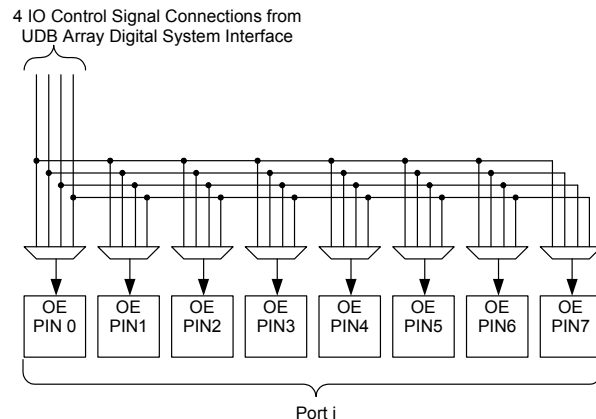 4 IO Control Signal Connections from
UDB Array Digital System Interface
OE
PIN 0
OE
PIN1
OE
PIN2
OE
PIN3
OE
PIN4
OE
PIN5
OE
PIN6
OE
PIN7
Port i